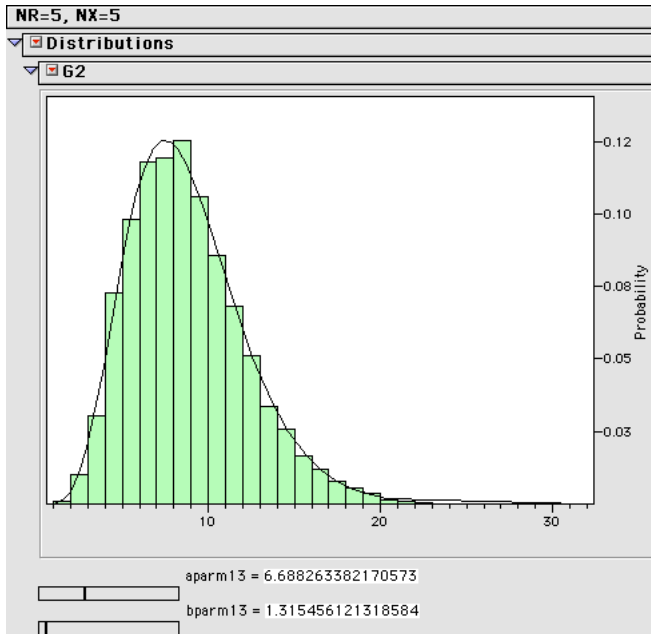 NR=5, NX=5
Distributions
G2
0.12
0.10
0.08
0.05
0.03
Probability
10 20 30
aparm13 = 6.688263382170573
bparm13 = 1.315456121318584